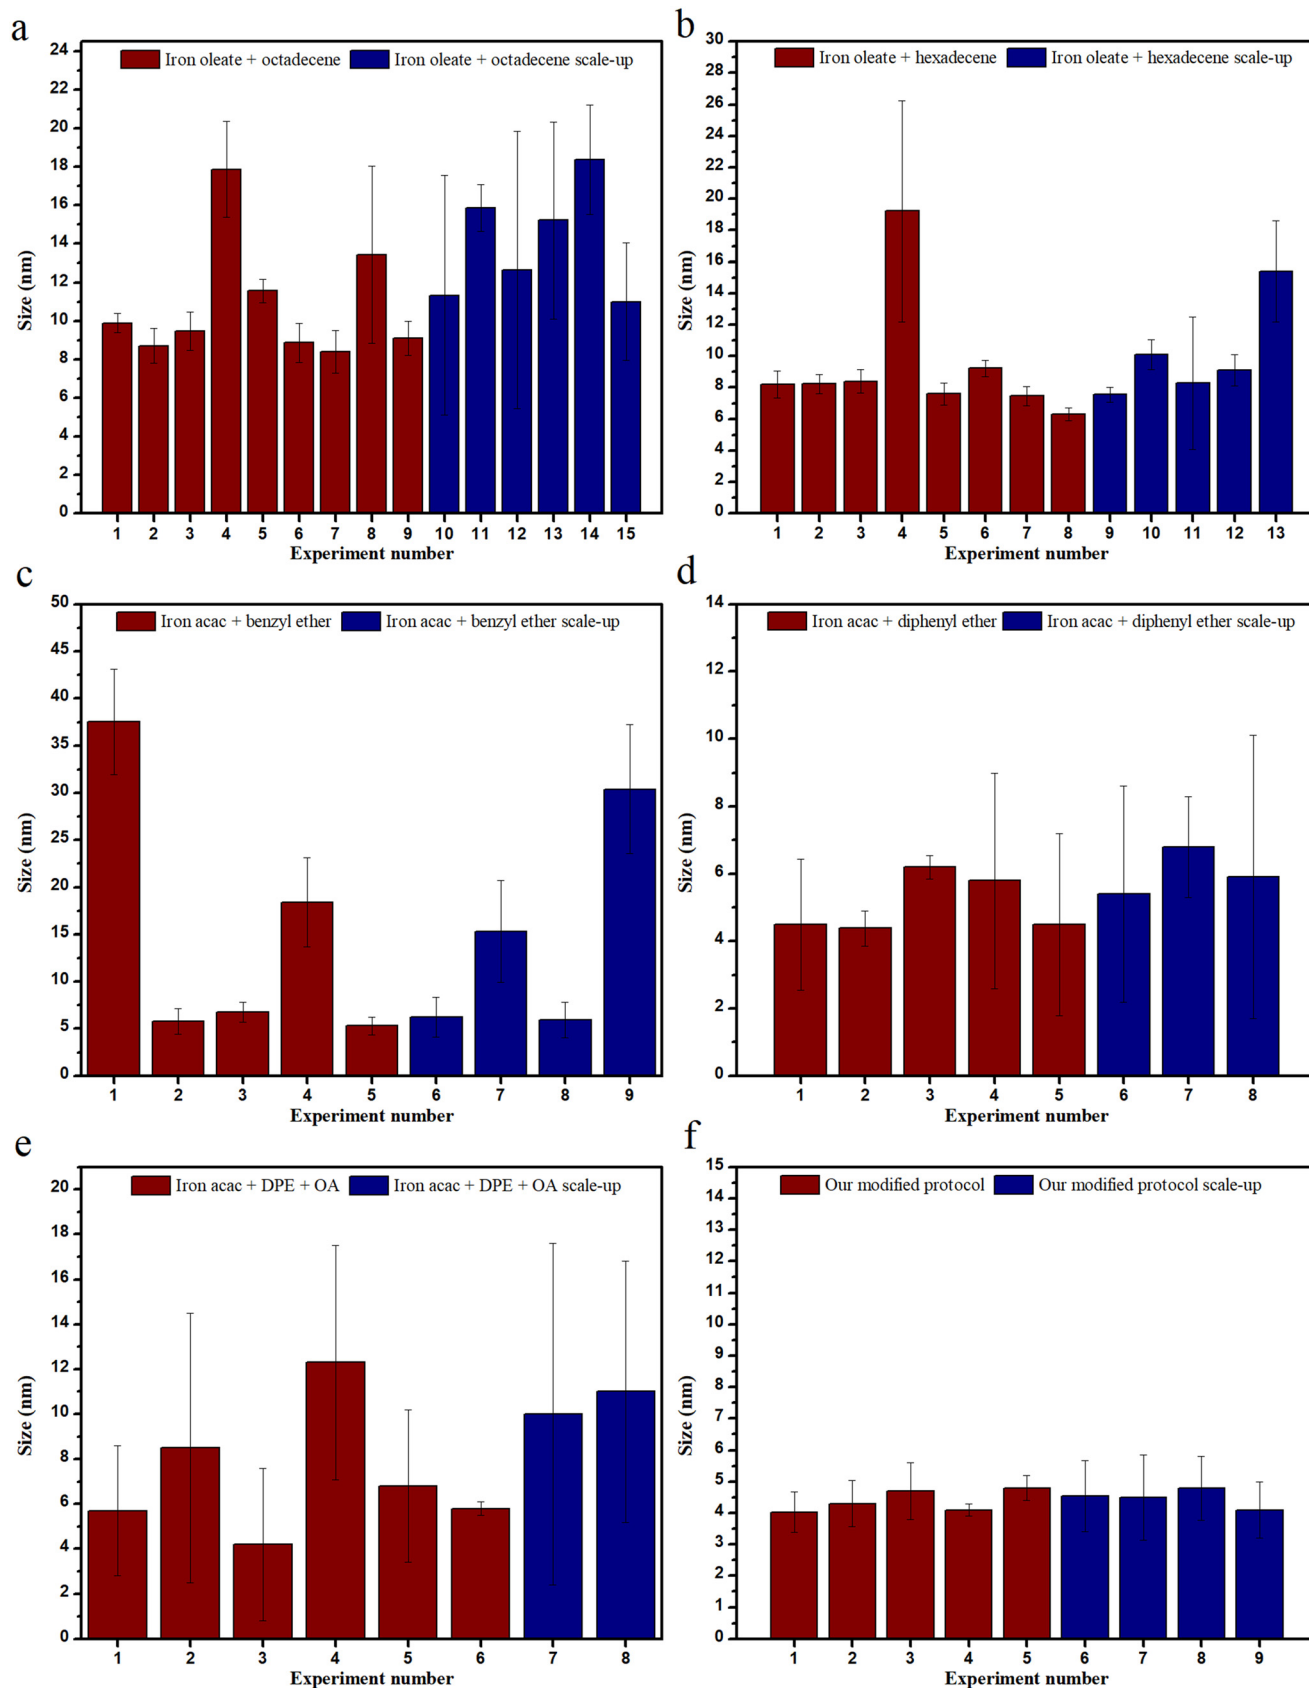 a
Iron oleate + octadecene Iron oleate + octadecene scale-up
24
22
20
18
16
14
12
10
8
6
4
2
0
Size (nm)
1 2 3 4 5 6 7 8 9 10 11 12 13 14 15
Experiment number
b
Iron oleate + hexadecene Iron oleate + hexadecene scale-up
30
28
26
24
22
20
18
16
14
12
10
8
6
4
2
0
Size (nm)
1 2 3 4 5 6 7 8 9 10 11 12 13
Experiment number
c
Iron acac + benzyl ether Iron acac + benzyl ether scale-up
50
45
40
35
30
25
20
15
10
5
0
Size (nm)
1 2 3 4 5 6 7 8 9
Experiment number
d
Iron acac + diphenyl ether Iron acac + diphenyl ether scale-up
14
12
10
8
6
4
2
0
Size (nm)
1 2 3 4 5 6 7 8
Experiment number
e
Iron acac + DPE + OA Iron acac + DPE + OA scale-up
20
18
16
14
12
10
8
6
4
2
0
Size (nm)
1 2 3 4 5 6 7 8
Experiment number
f
Our modified protocol Our modified protocol scale-up
15
14
13
12
11
10
9
8
7
6
5
4
3
2
1
0
Size (nm)
1 2 3 4 5 6 7 8 9
Experiment number